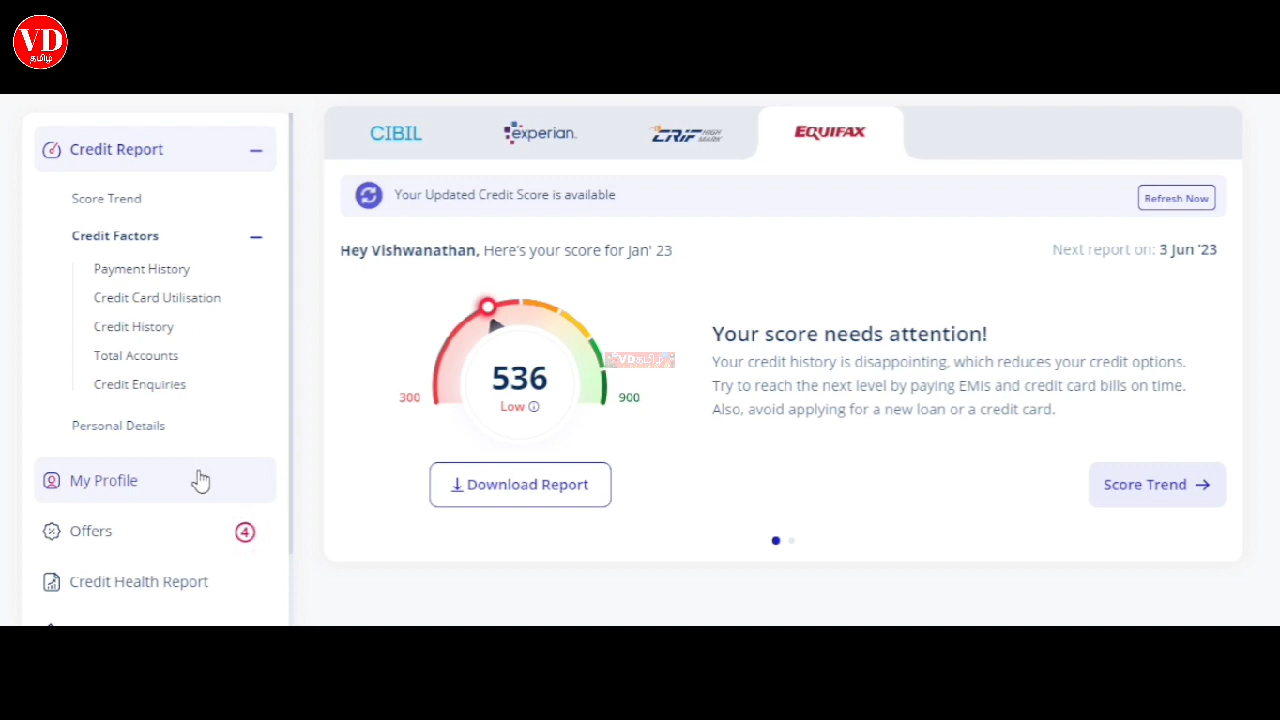 VD
தமிழ்
Credit Report
Score Trend
Credit Factors
Payment History
Credit Card Utilisation
Credit History
Total Accounts
Credit Enquiries
Personal Details
My Profile
Offers
4
Credit Health Report
CIBIL
experian.
CRIF HIGH MARK
EQUIFAX
Your Updated Credit Score is available
Refresh Now
Hey Vishwanathan, Here's your score for Jan' 23
Next report on: 3 Jun '23
300
536
Low
900
VDதமிழ்
Your score needs attention!
Your credit history is disappointing, which reduces your credit options.
Try to reach the next level by paying EMIs and credit card bills on time.
Also, avoid applying for a new loan or a credit card.
Download Report
Score Trend